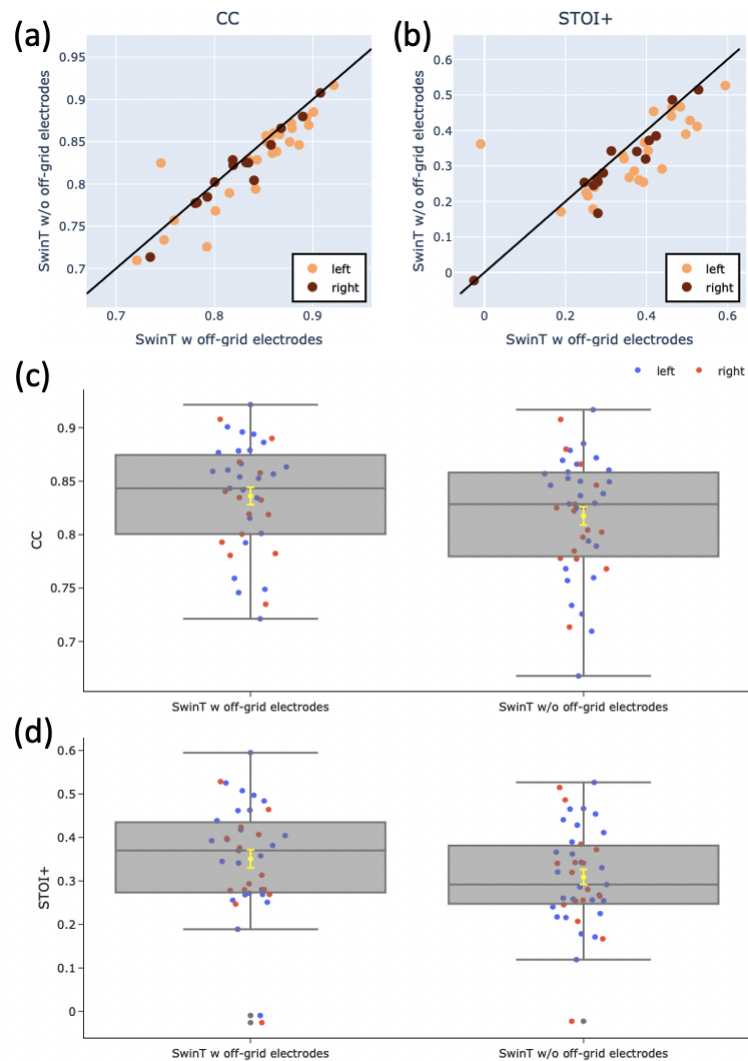 (a)
CC
SwinT w/o off-grid electrodes
0.95
0.9
0.85
0.8
0.75
0.7
0.7
0.8
0.9
left
right
SwinT w off-grid electrodes
(b)
STOI+
SwinT w/o off-grid electrodes
0.6
0.5
0.4
0.3
0.2
0.1
0
0
0.2
0.4
0.6
left
right
SwinT w off-grid electrodes
(c)
left
right
CC
0.9
0.85
0.8
0.75
0.7
SwinT w off-grid electrodes
SwinT w/o off-grid electrodes
(d)
STOI+
0.6
0.5
0.4
0.3
0.2
0.1
0
SwinT w off-grid electrodes
SwinT w/o off-grid electrodes